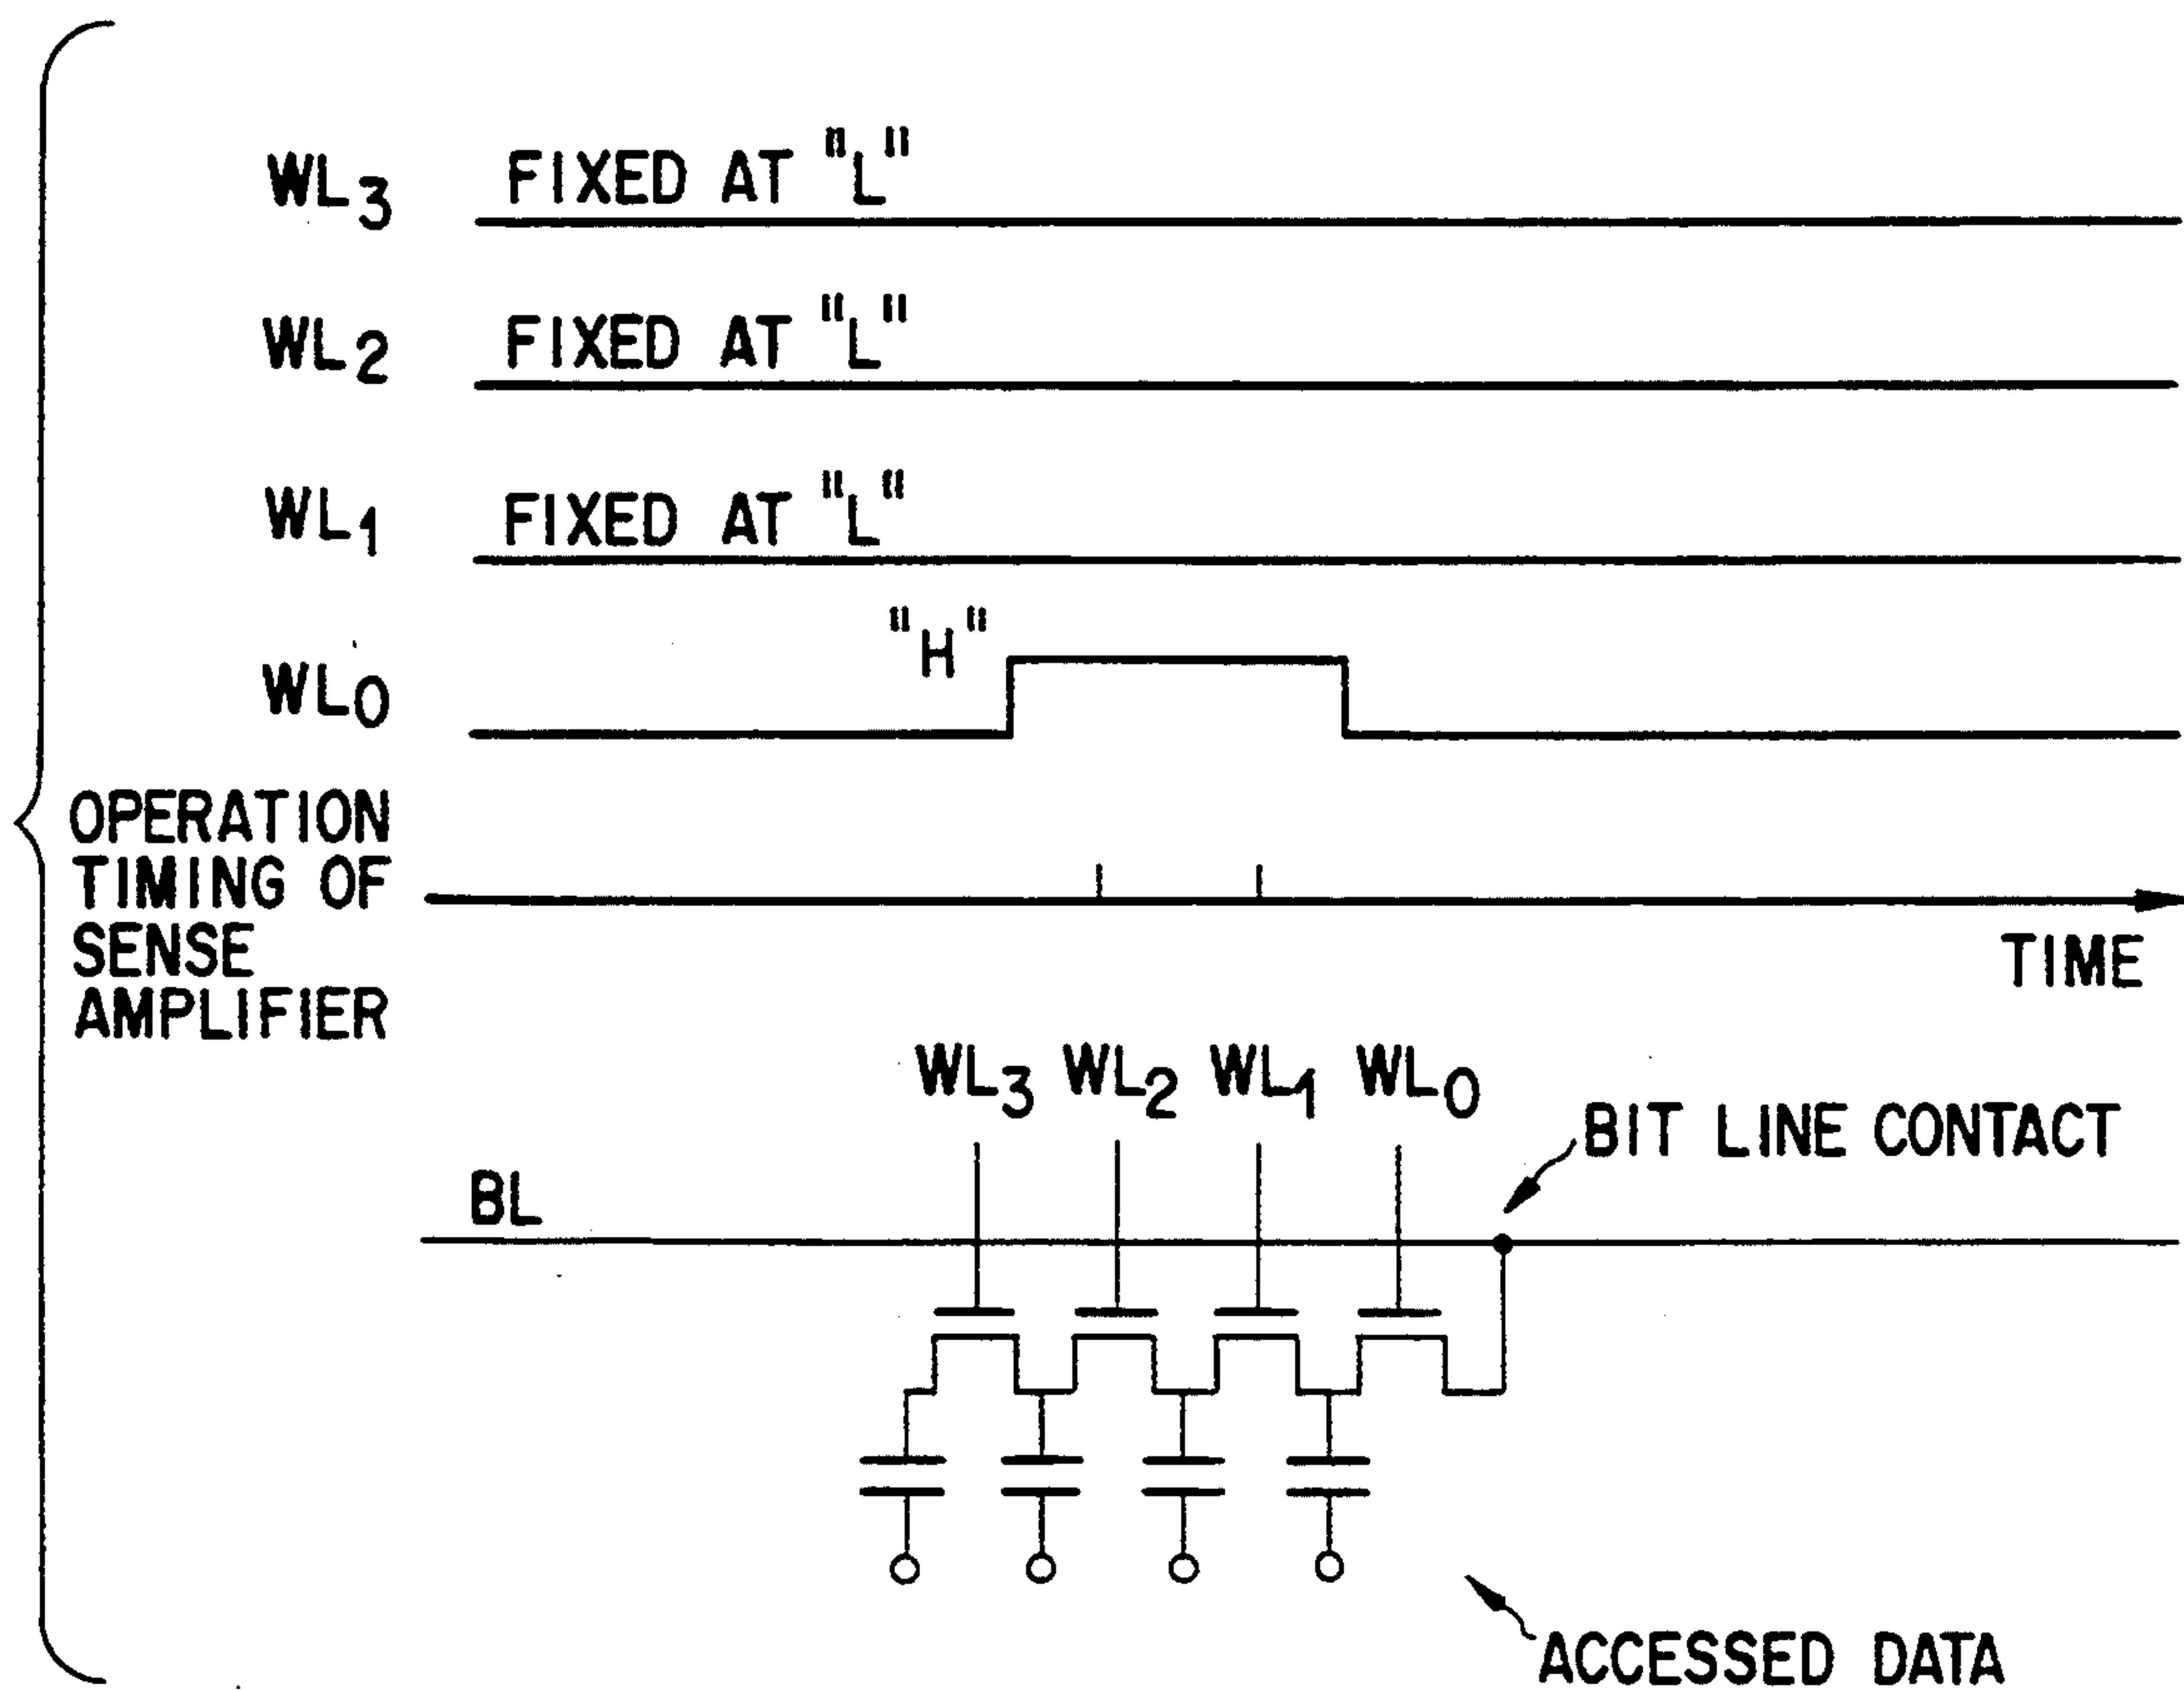 WL3 FIXED AT "L"
WL2 FIXED AT "L"
WL1 FIXED AT "L"
"H"
WL0
OPERATION
TIMING OF
SENSE
AMPLIFIER
TIME
WL3 WL2 WL1 WL0
BIT LINE CONTACT
BL
ACCESSED DATA